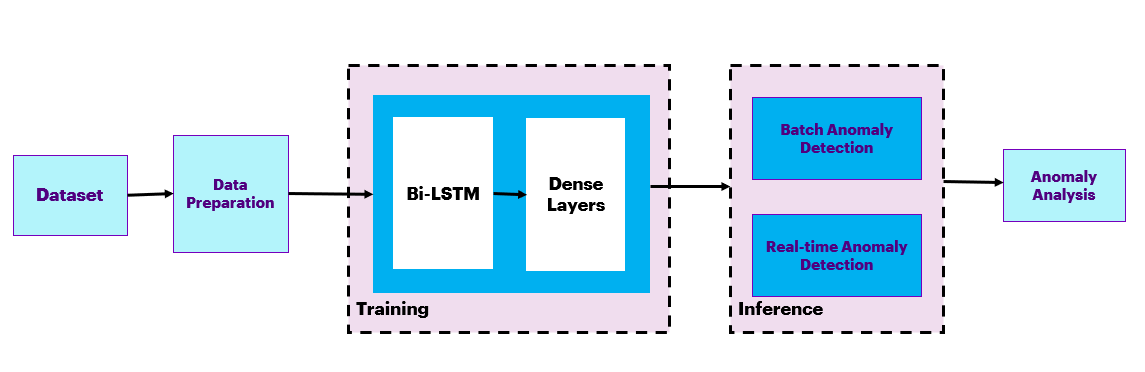 Dataset
Data
Preparation
Bi-LSTM
Dense
Layers
Training
Batch Anomaly
Detection
Real-time Anomaly
Detection
Inference
Anomaly
Analysis